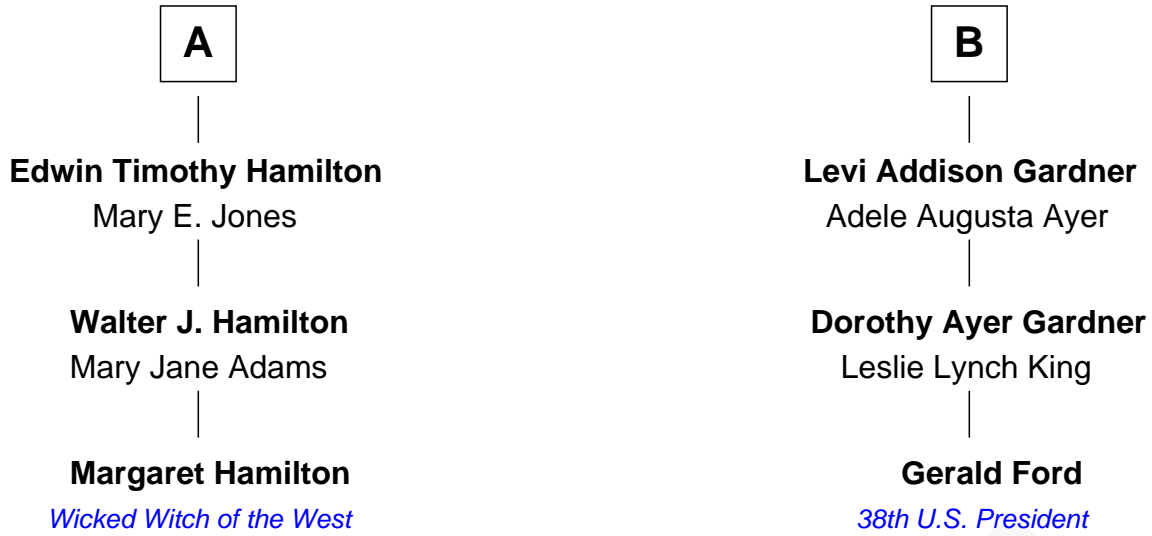 A
B
Edwin Timothy Hamilton
Mary E. Jones
Levi Addison Gardner
Adele Augusta Ayer
Walter J. Hamilton
Mary Jane Adams
Dorothy Ayer Gardner
Leslie Lynch King
Margaret Hamilton
Wicked Witch of the West
Gerald Ford
38th U.S. President